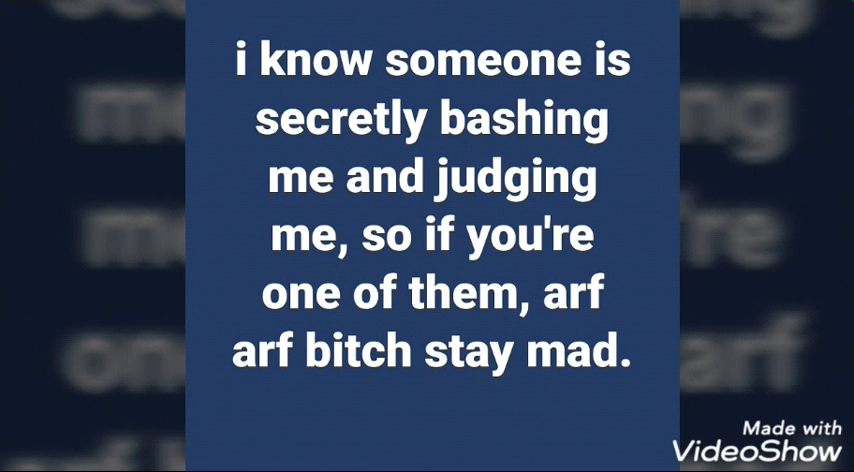 i know someone is
secretly bashing
me and judging
me, so if you're
one of them, arf
arf bitch stay mad.
Made with
VideoShow